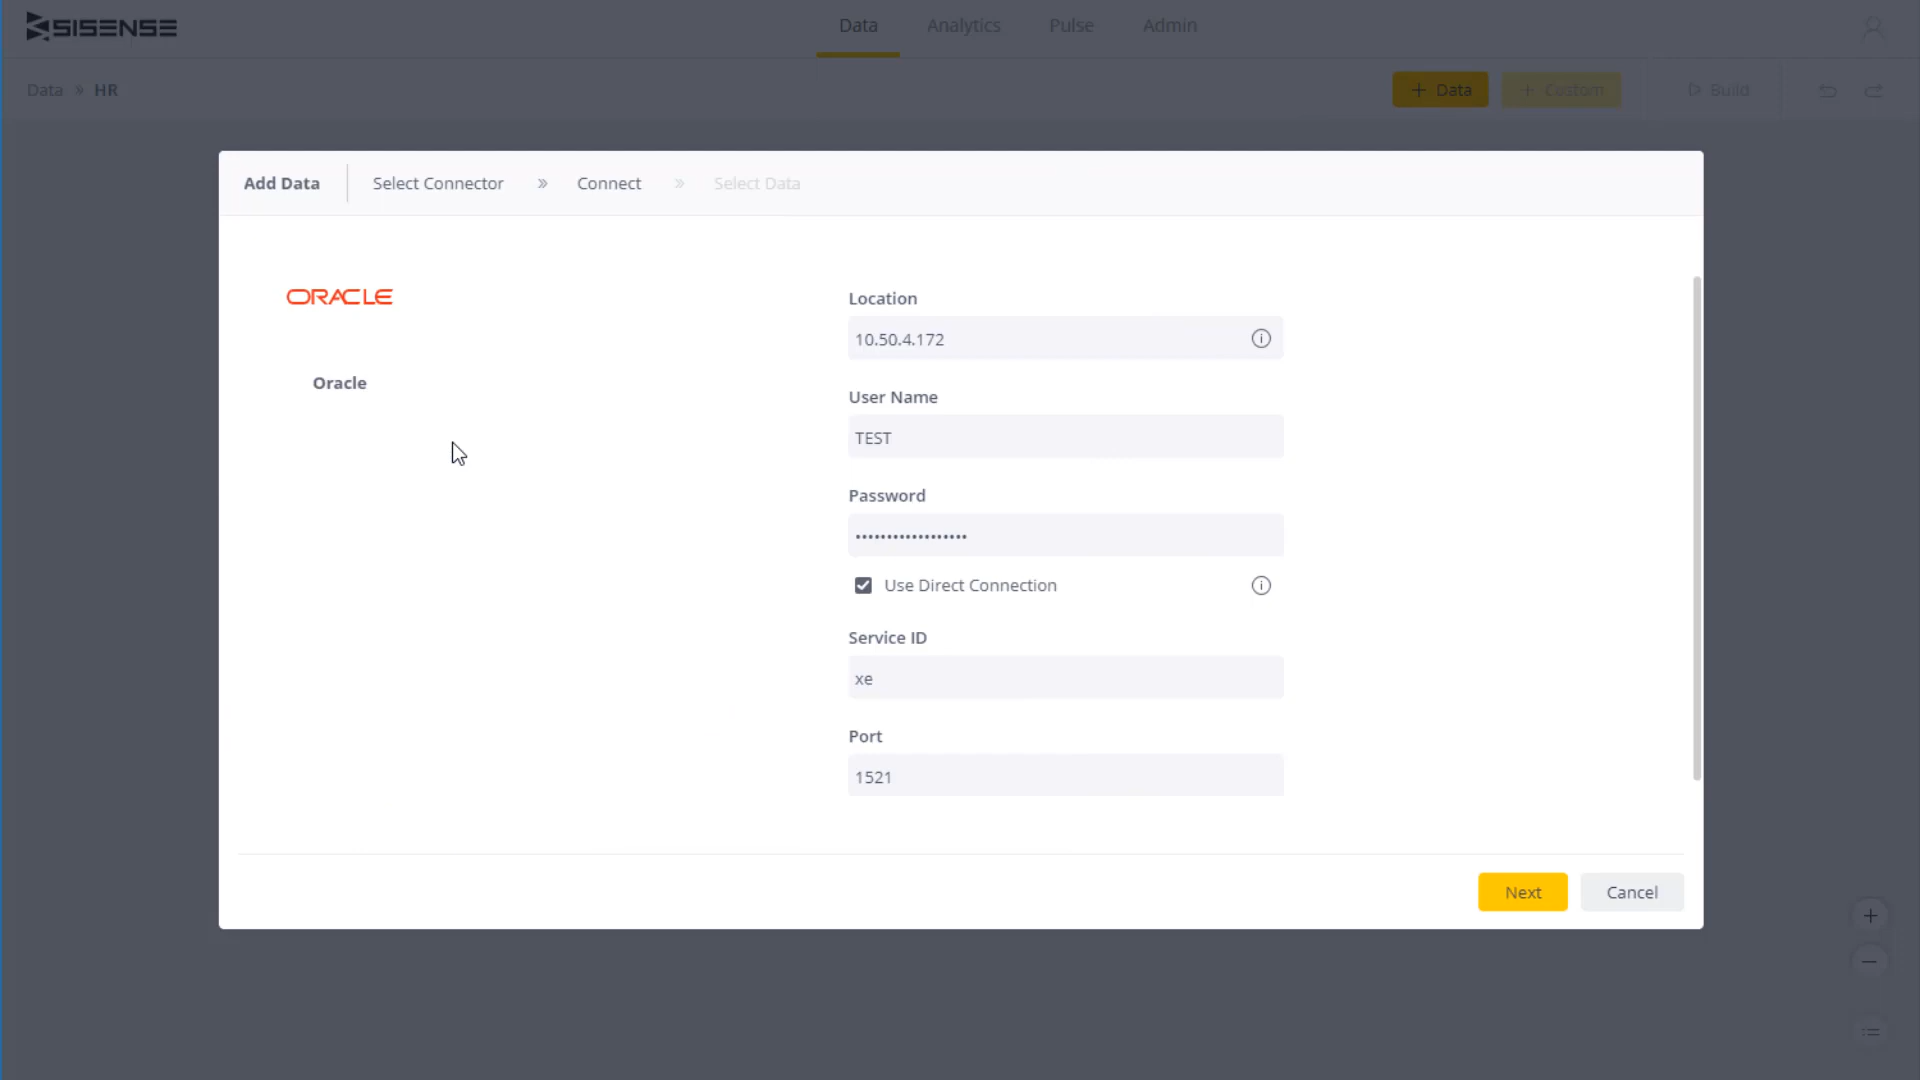 SISENSE
Data Analytics Pulse Admin
Data » HR
+ Data + Custom Build
Add Data Select Connector » Connect » Select Data
ORACLE
Oracle
Location
10.50.4.172
User Name
TEST
Password
••••••••••••••••••
Use Direct Connection
Service ID
xe
Port
1521
Next Cancel